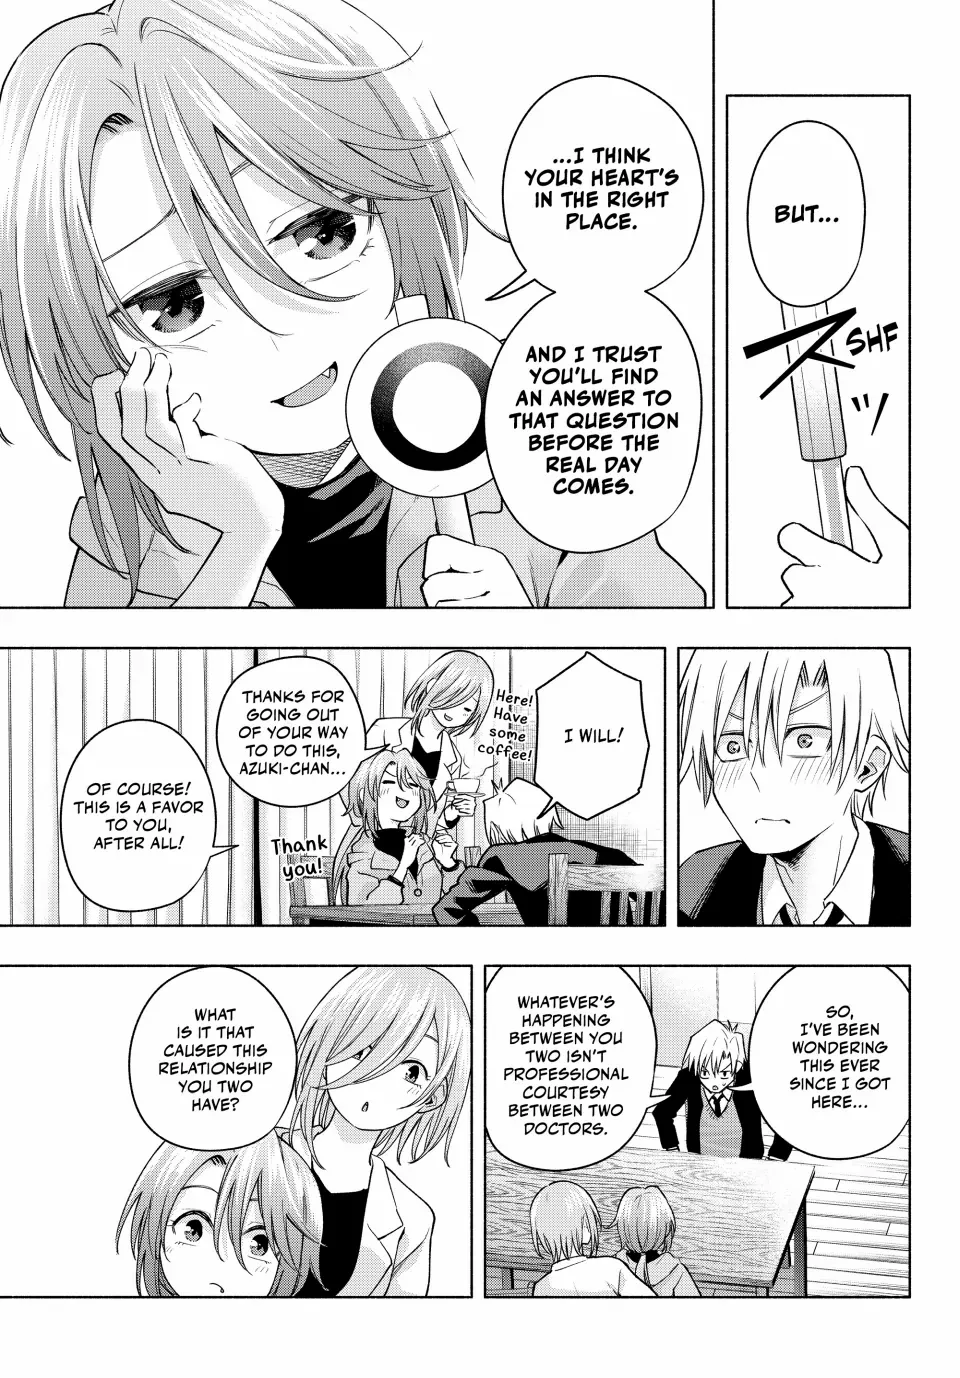 BUT...
ス
SHF
...I THINK
YOUR HEART'S
IN THE RIGHT
PLACE.
AND I TRUST
YOU'LL FIND
AN ANSWER TO
THAT QUESTION
BEFORE THE
REAL DAY
COMES.
I WILL!
Here!
Have
some
coffee!
THANKS FOR
GOING OUT
OF YOUR WAY
TO DO THIS,
AZUKI-CHAN...
Thank
you!
OF COURSE!
THIS IS A FAVOR
TO YOU,
AFTER ALL!
SO,
I'VE BEEN
WONDERING
THIS EVER
SINCE I GOT
HERE...
WHATEVER'S
HAPPENING
BETWEEN YOU
TWO ISN'T
PROFESSIONAL
COURTESY
BETWEEN TWO
DOCTORS.
WHAT
IS IT THAT
CAUSED THIS
RELATIONSHIP
YOU TWO
HAVE?